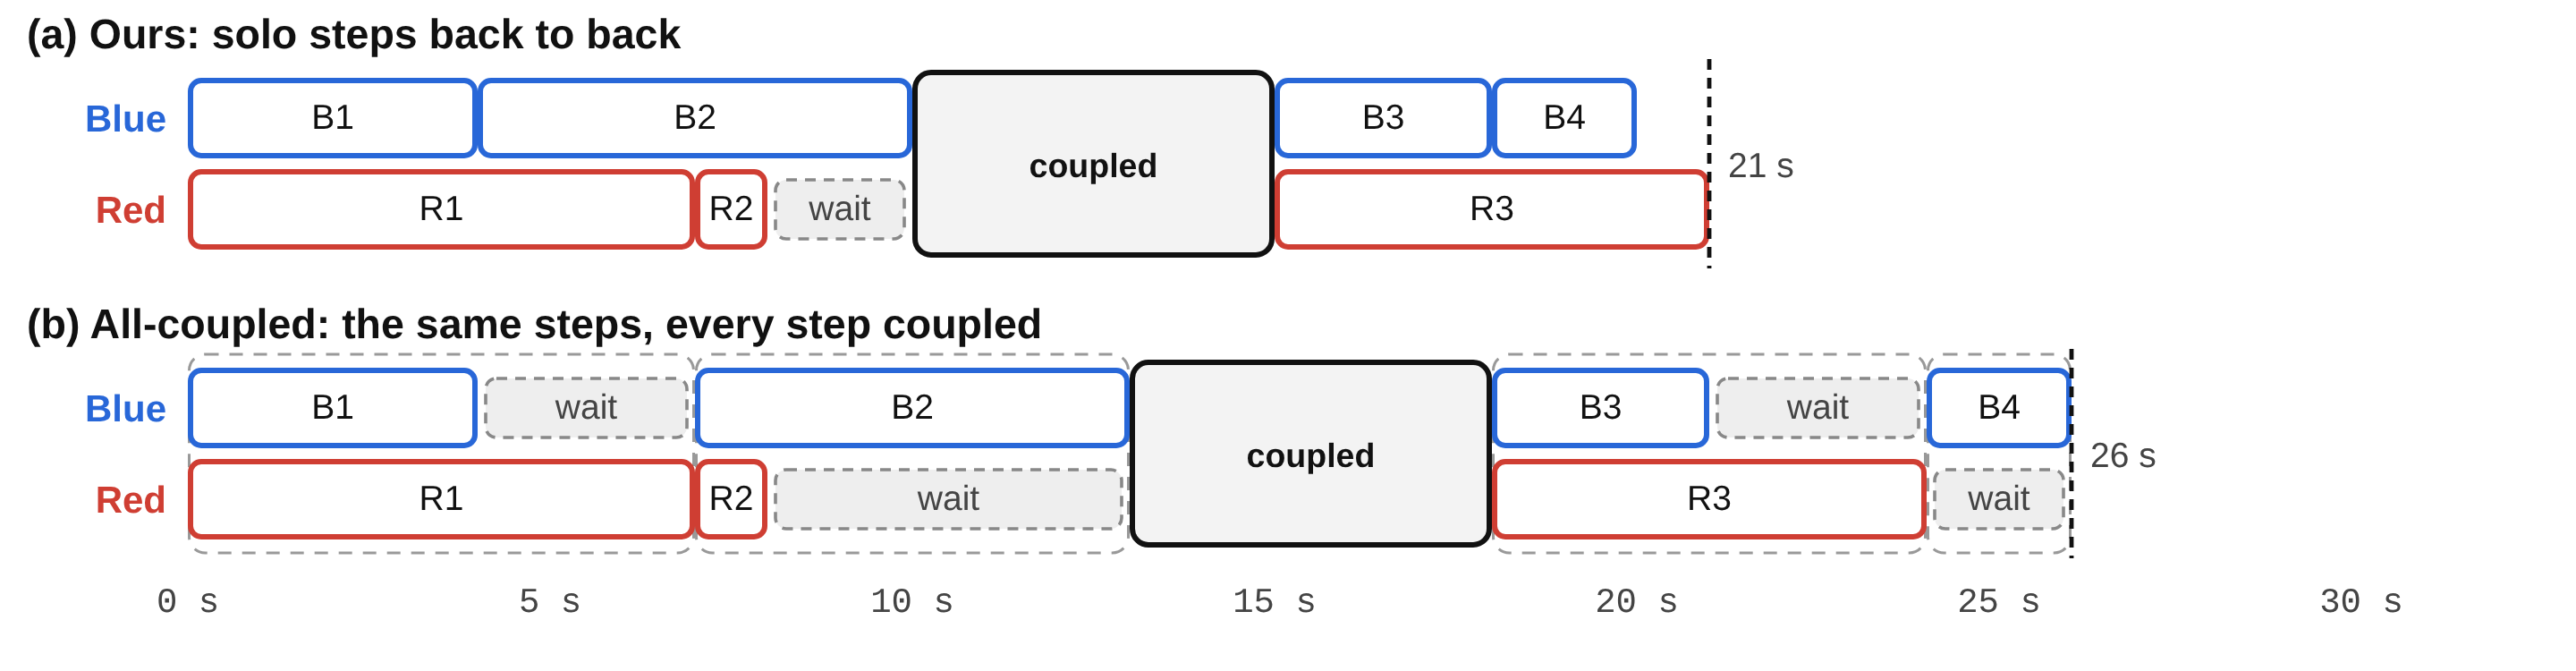 (a) Ours: solo steps back to back
Blue B1 B2 B3 B4
coupled 21 s
Red R1 R2 wait R3
(b) All-coupled: the same steps, every step coupled
Blue B1 wait B2 B3 wait B4
coupled 26 s
Red R1 R2 wait R3 wait
0 s 5 s 10 s 15 s 20 s 25 s 30 s